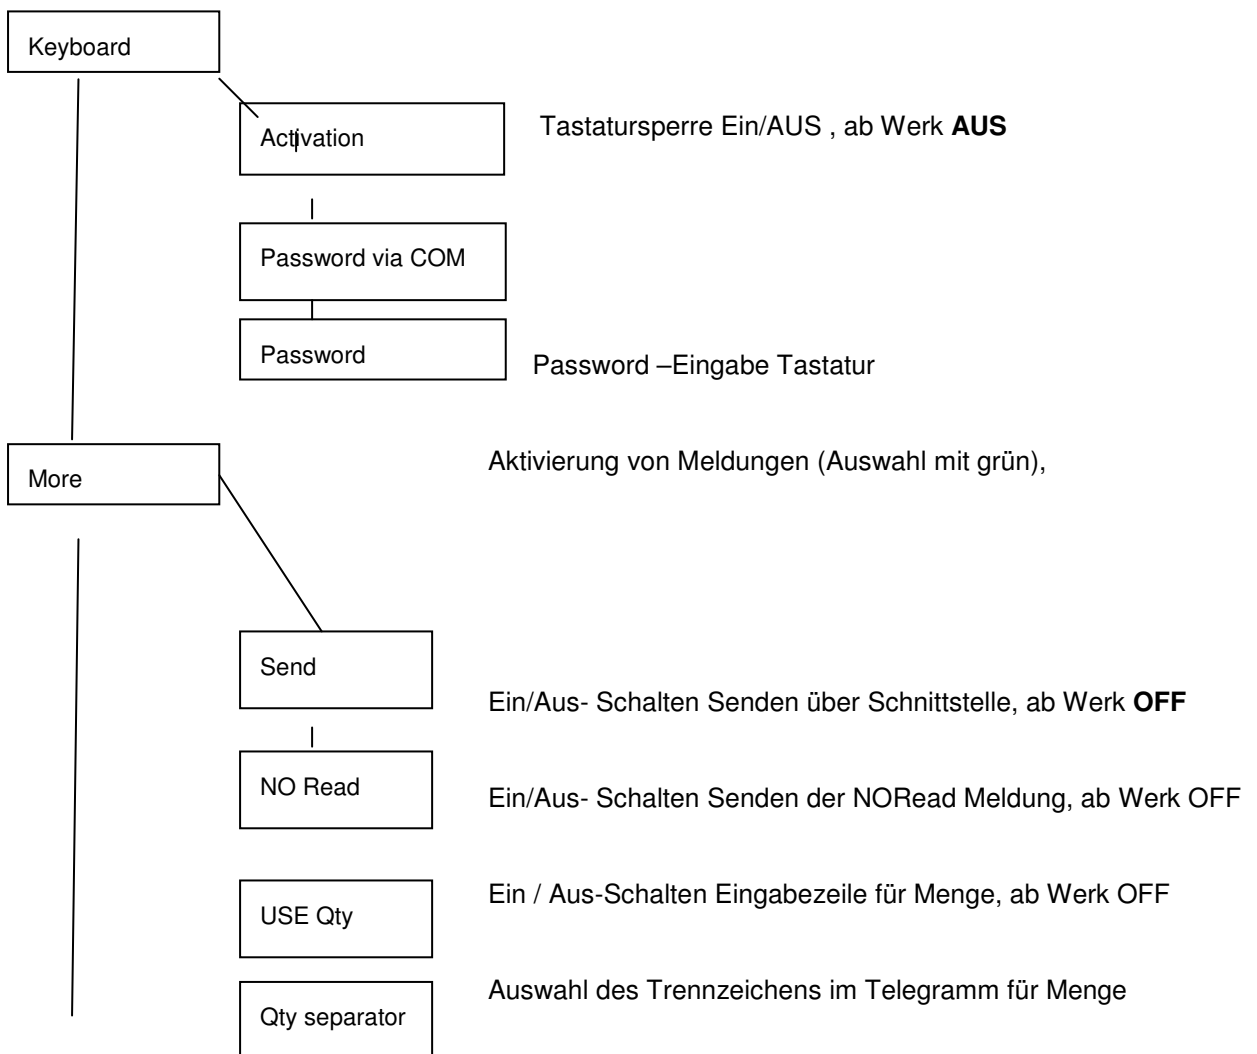 Keyboard
Activation
Tastatursperre Ein/AUS , ab Werk AUS
Password via COM
Password
Password –Eingabe Tastatur
More
Aktivierung von Meldungen (Auswahl mit grün),
Send
Ein/Aus- Schalten Senden über Schnittstelle, ab Werk OFF
NO Read
Ein/Aus- Schalten Senden der NORead Meldung, ab Werk OFF
USE Qty
Ein / Aus-Schalten Eingabezeile für Menge, ab Werk OFF
Qty separator
Auswahl des Trennzeichens im Telegramm für Menge